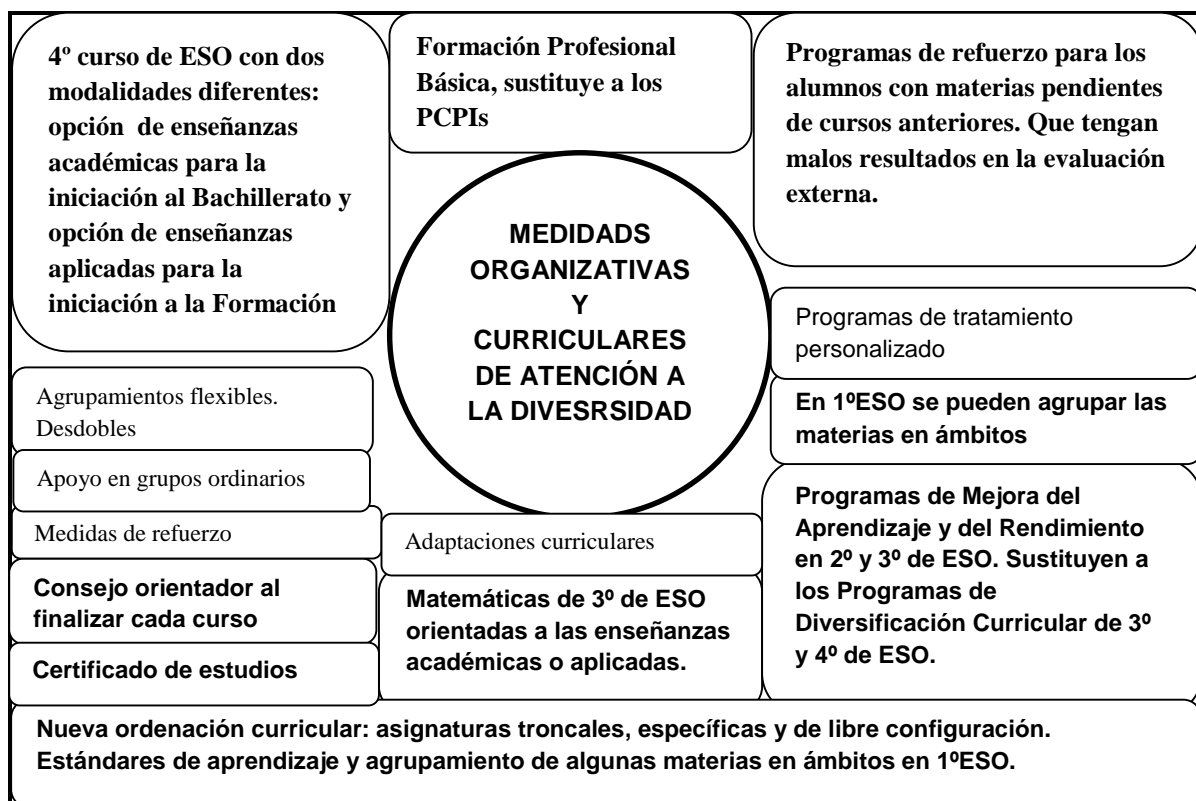 4º curso de ESO con dos
modalidades diferentes:
opción de enseñanzas
académicas para la
iniciación al Bachillerato y
opción de enseñanzas
aplicadas para la
iniciación a la Formación
Formación Profesional
Básica, sustituye a los
PCPIs
Programas de refuerzo para los
alumnos con materias pendientes
de cursos anteriores. Que tengan
malos resultados en la evaluación
externa.
MEDIDADS
ORGANIZATIVAS
Y
CURRICULARES
DE ATENCIÓN A
LA DIVESRSIDAD
Programas de tratamiento
personalizado
En 1ºESO se pueden agrupar las
materias en ámbitos
Agrupamientos flexibles.
Desdobles
Apoyo en grupos ordinarios
Medidas de refuerzo
Consejo orientador al
finalizar cada curso
Certificado de estudios
Adaptaciones curriculares
Matemáticas de 3º de ESO
orientadas a las enseñanzas
académicas o aplicadas.
Programas de Mejora del
Aprendizaje y del Rendimiento
en 2º y 3º de ESO. Sustituyen a
los Programas de
Diversificación Curricular de 3º
y 4º de ESO.
Nueva ordenación curricular: asignaturas troncales, específicas y de libre configuración.
Estándares de aprendizaje y agrupamiento de algunas materias en ámbitos en 1ºESO.